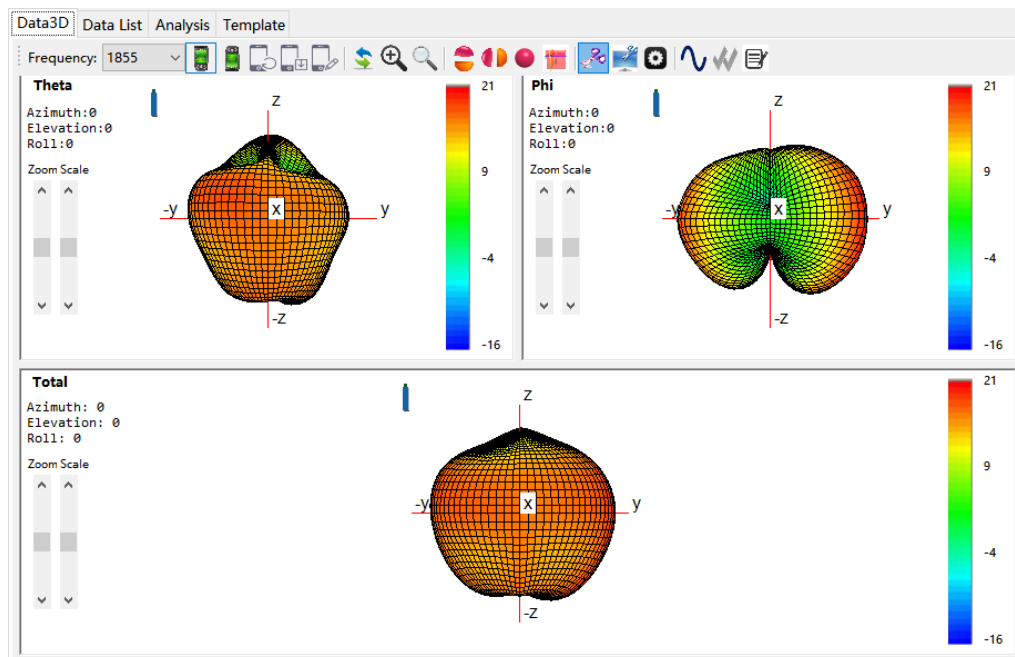 Data3D Data List Analysis Template
Frequency: 1855
Theta
Azimuth:0
Elevation:0
Roll:0
Zoom Scale
Z
-y
X
y
-Z
21
9
-4
-16
Phi
Azimuth:0
Elevation:0
Roll:0
Zoom Scale
Z
-y
X
y
-Z
21
9
-4
-16
Total
Azimuth: 0
Elevation: 0
Roll: 0
Zoom Scale
Z
-y
X
y
-Z
21
9
-4
-16